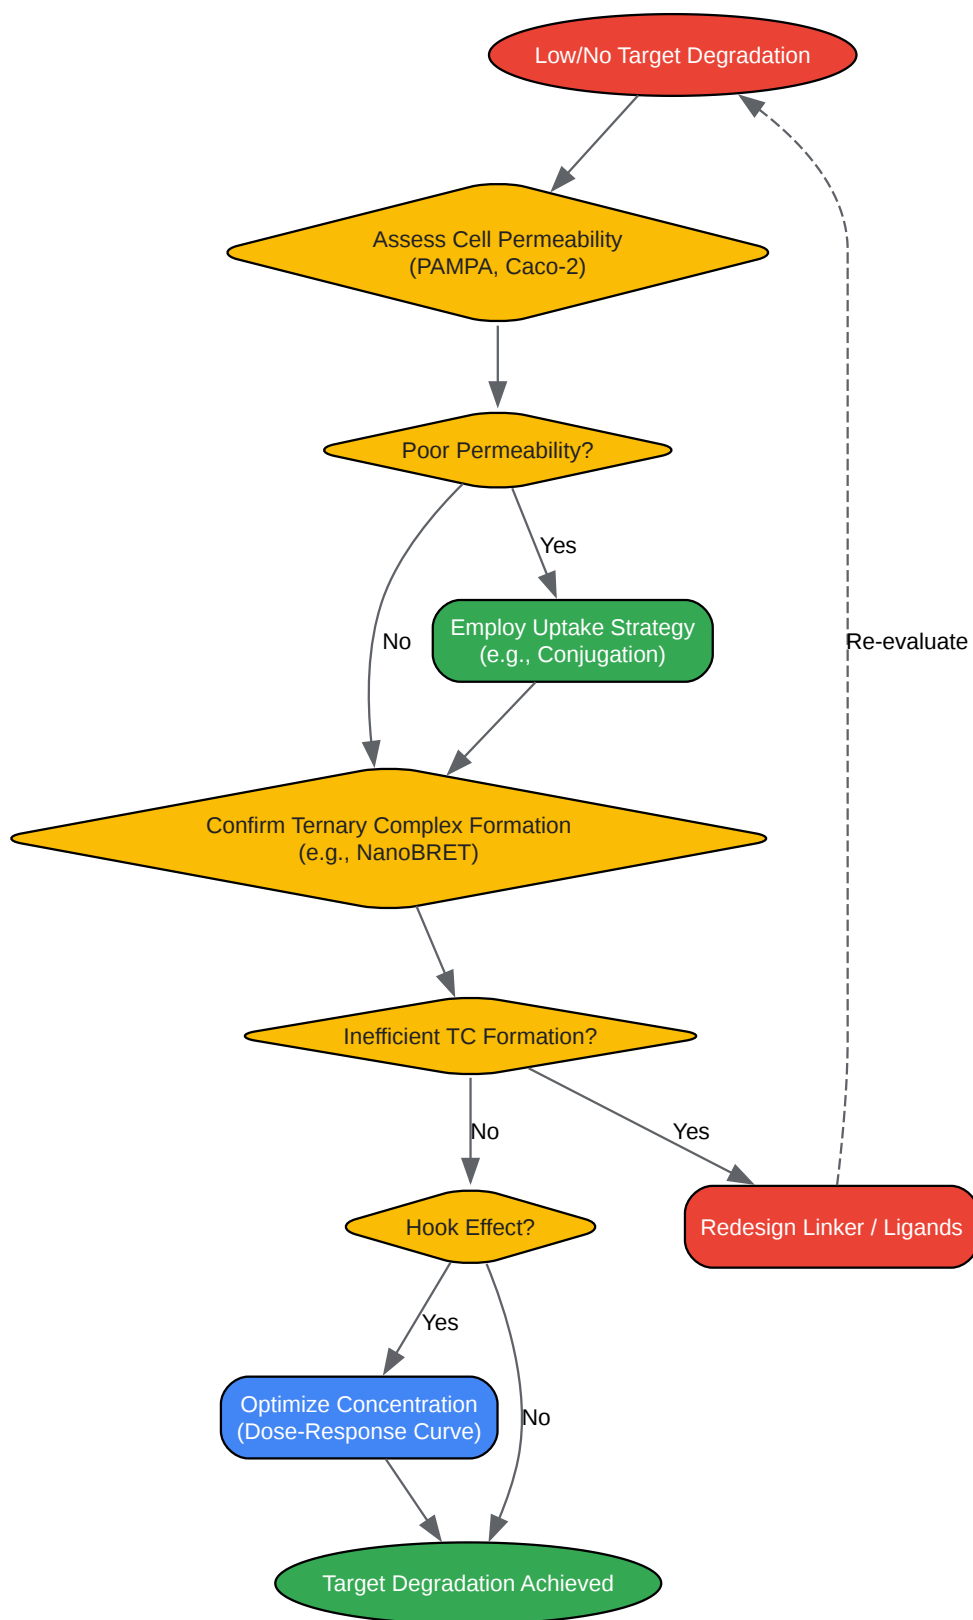 Low/No Target Degradation
Assess Cell Permeability
(PAMPA, Caco-2)
Poor Permeability?
Yes
Employ Uptake Strategy
(e.g., Conjugation)
No
Re-evaluate
Confirm Ternary Complex Formation
(e.g., NanoBRET)
Inefficient TC Formation?
No
Yes
Hook Effect?
Redesign Linker / Ligands
Yes
Optimize Concentration
(Dose-Response Curve)
No
Target Degradation Achieved